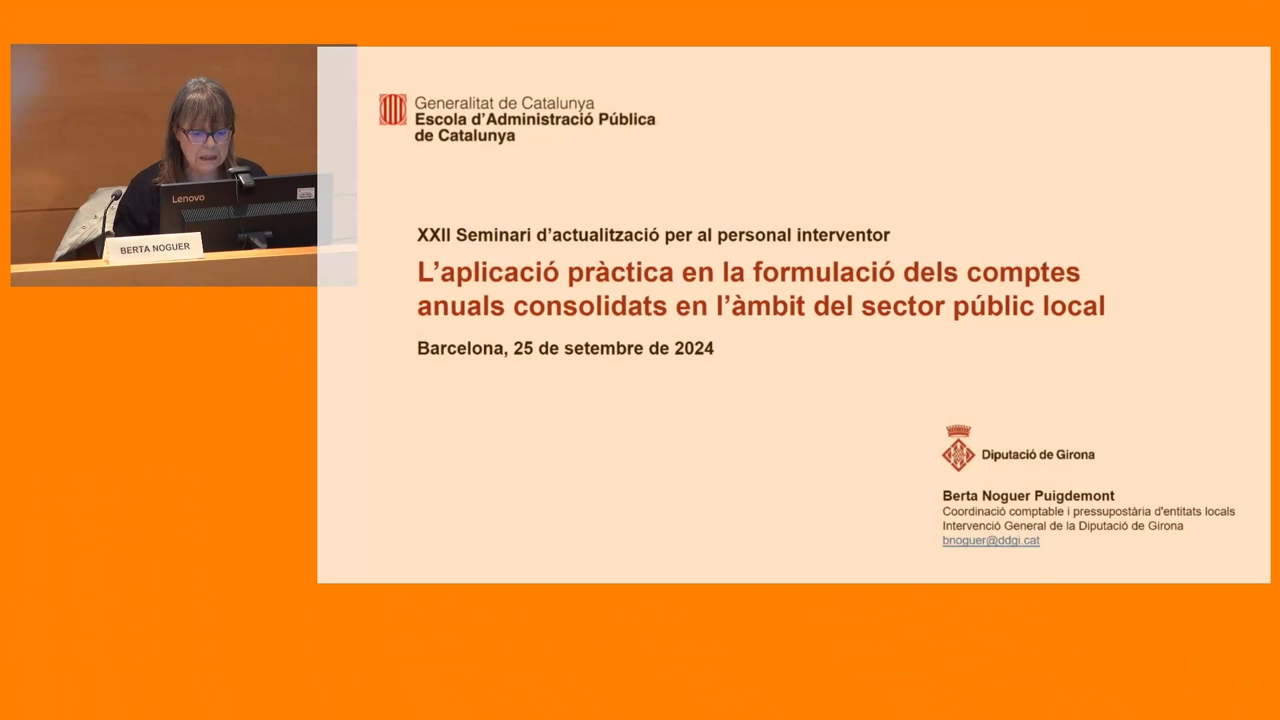 Lenovo
BERTA NOGUER
Generalitat de Catalunya
Escola d'Administració Pública
de Catalunya
XXII Seminari d'actualització per al personal interventor
L'aplicació pràctica en la formulació dels comptes
anuals consolidats en l'àmbit del sector públic local
Barcelona, 25 de setembre de 2024
Diputació de Girona
Berta Noguer Puigdemont
Coordinació comptable i pressupostària d'entitats locals
Intervenció General de la Diputació de Girona
bnoguer@ddgi.cat